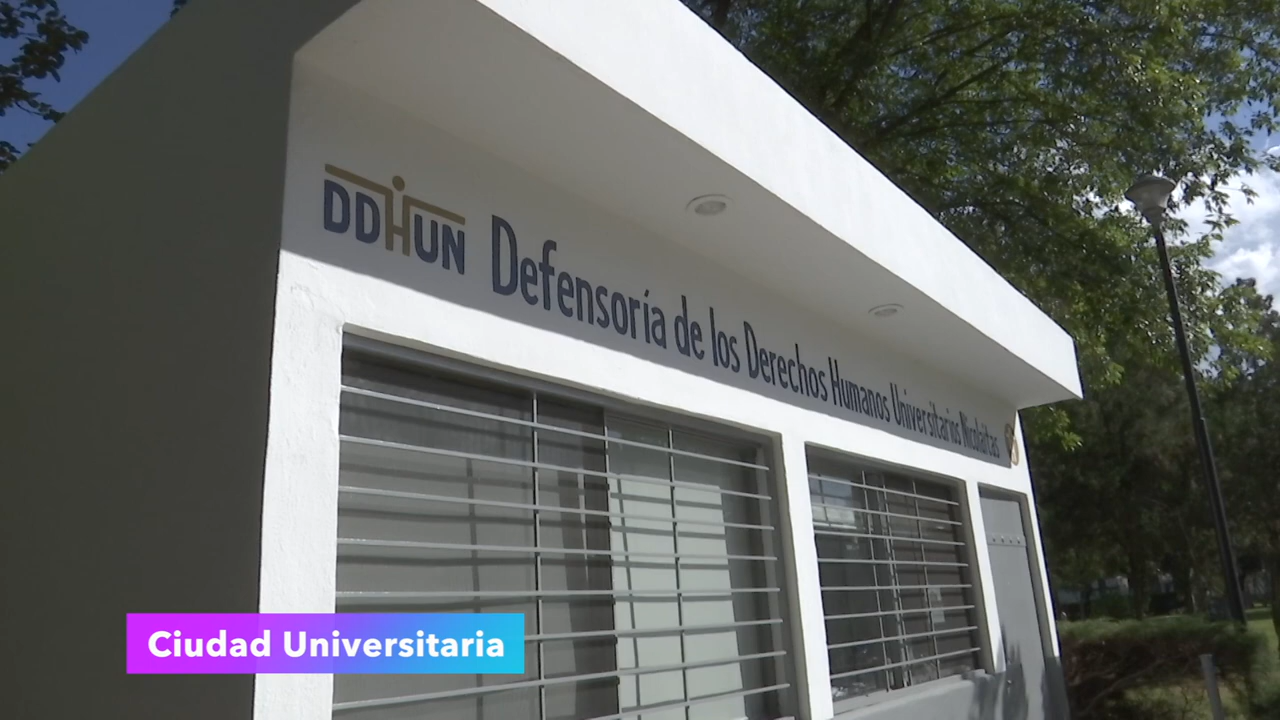 DDHUN Defensoría de los Derechos Humanos Universitarios Nicolaitas
Ciudad Universitaria